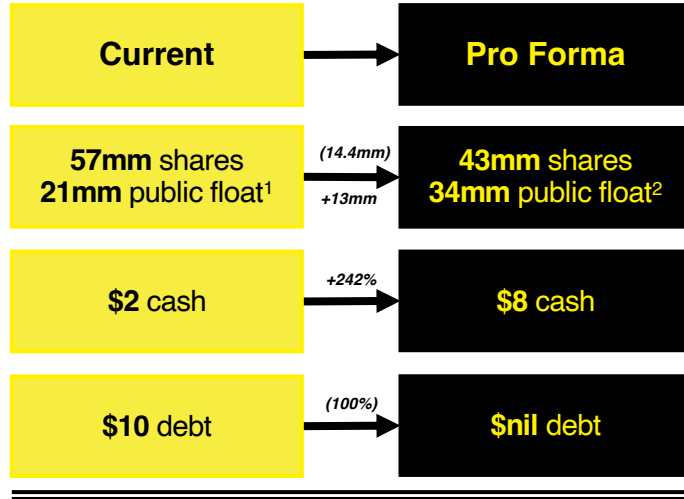 Current
Pro Forma
57mm shares
21mm public float¹
(14.4mm)
+13mm
43mm shares
34mm public float²
$2 cash
+242%
$8 cash
$10 debt
(100%)
$nil debt